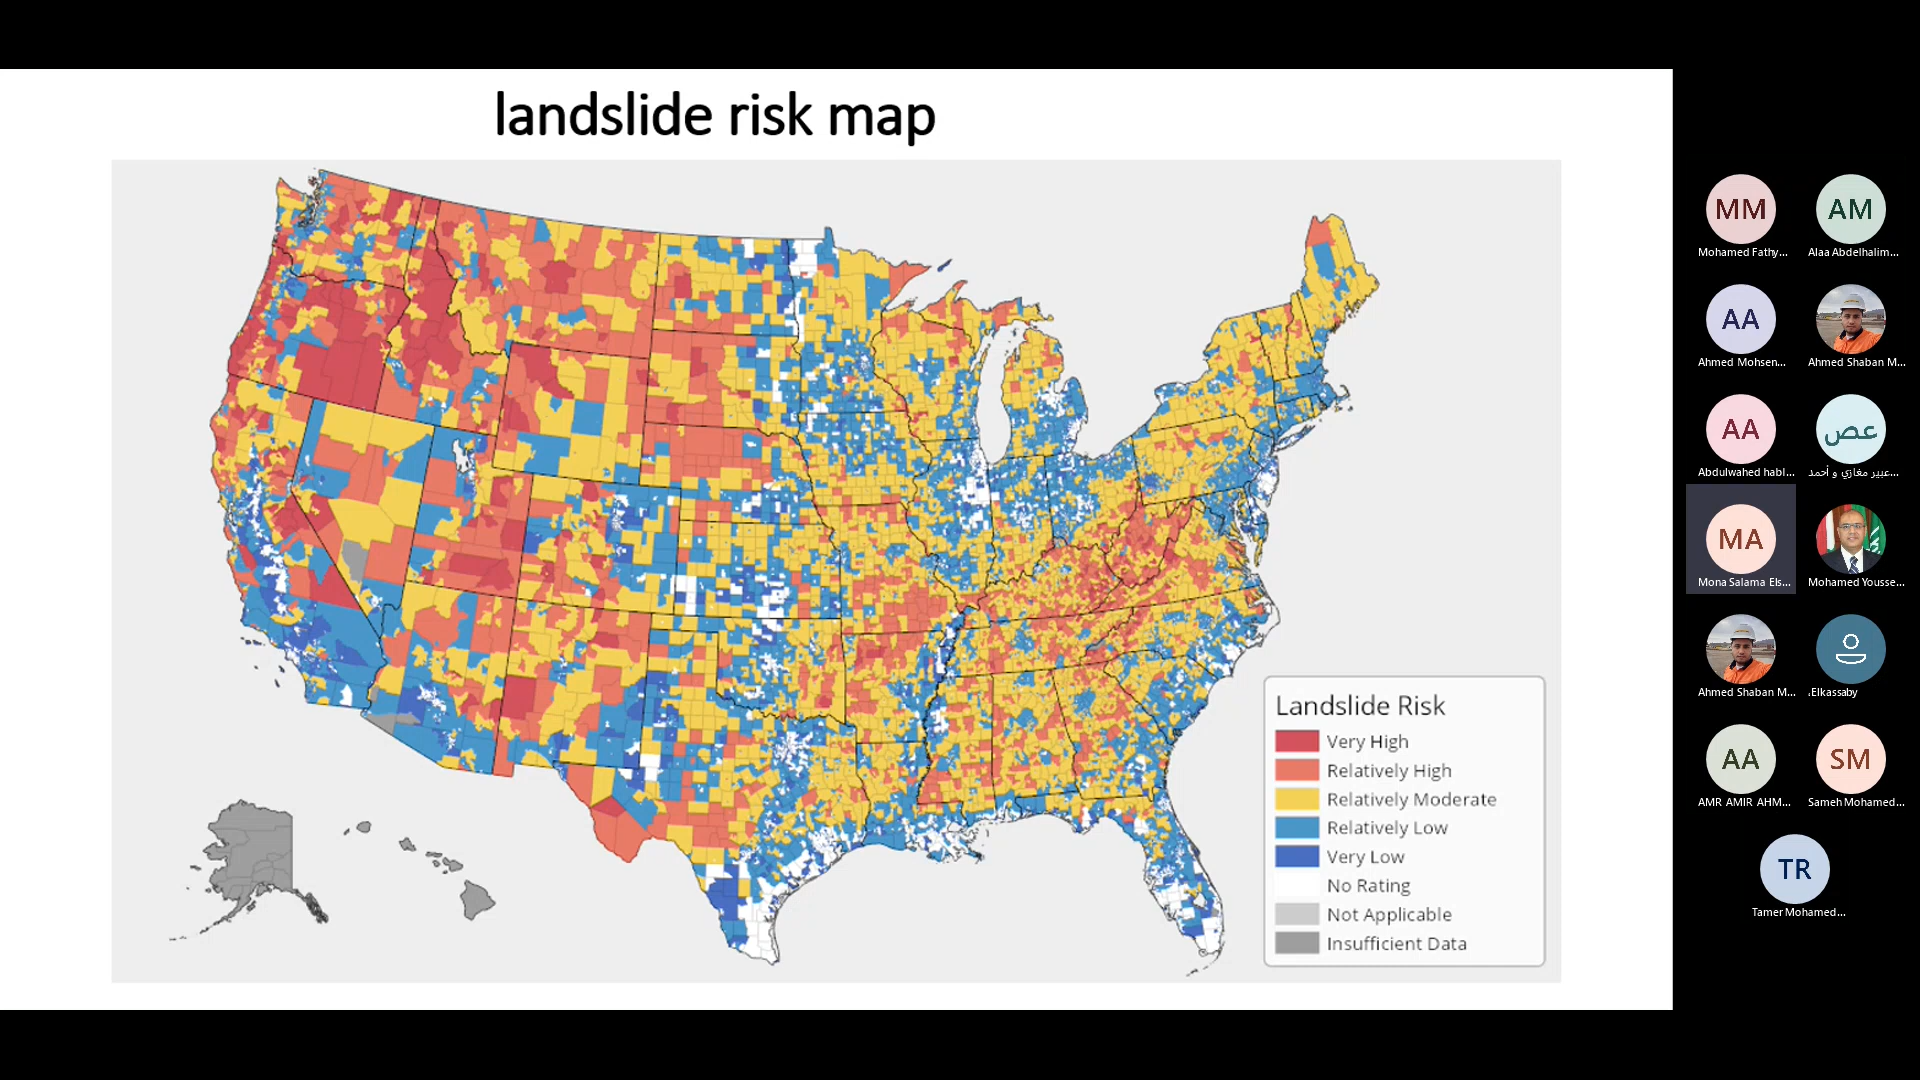 landslide risk map
Landslide Risk
Very High
Relatively High
Relatively Moderate
Relatively Low
Very Low
No Rating
Not Applicable
Insufficient Data
MM
AM
Mohamed Fathy...
Alaa Abdelhalim...
AA
Ahmed Mohsen...
Ahmed Shaban M...
AA
عص
Abdulwahed habl...
عبير مغازي و أحمد...
MA
Mona Salama Els...
Mohamed Yousse...
Ahmed Shaban M...
.Elkassaby
AA
SM
AMR AMIR AHM...
Sameh Mohamed...
TR
Tamer Mohamed...